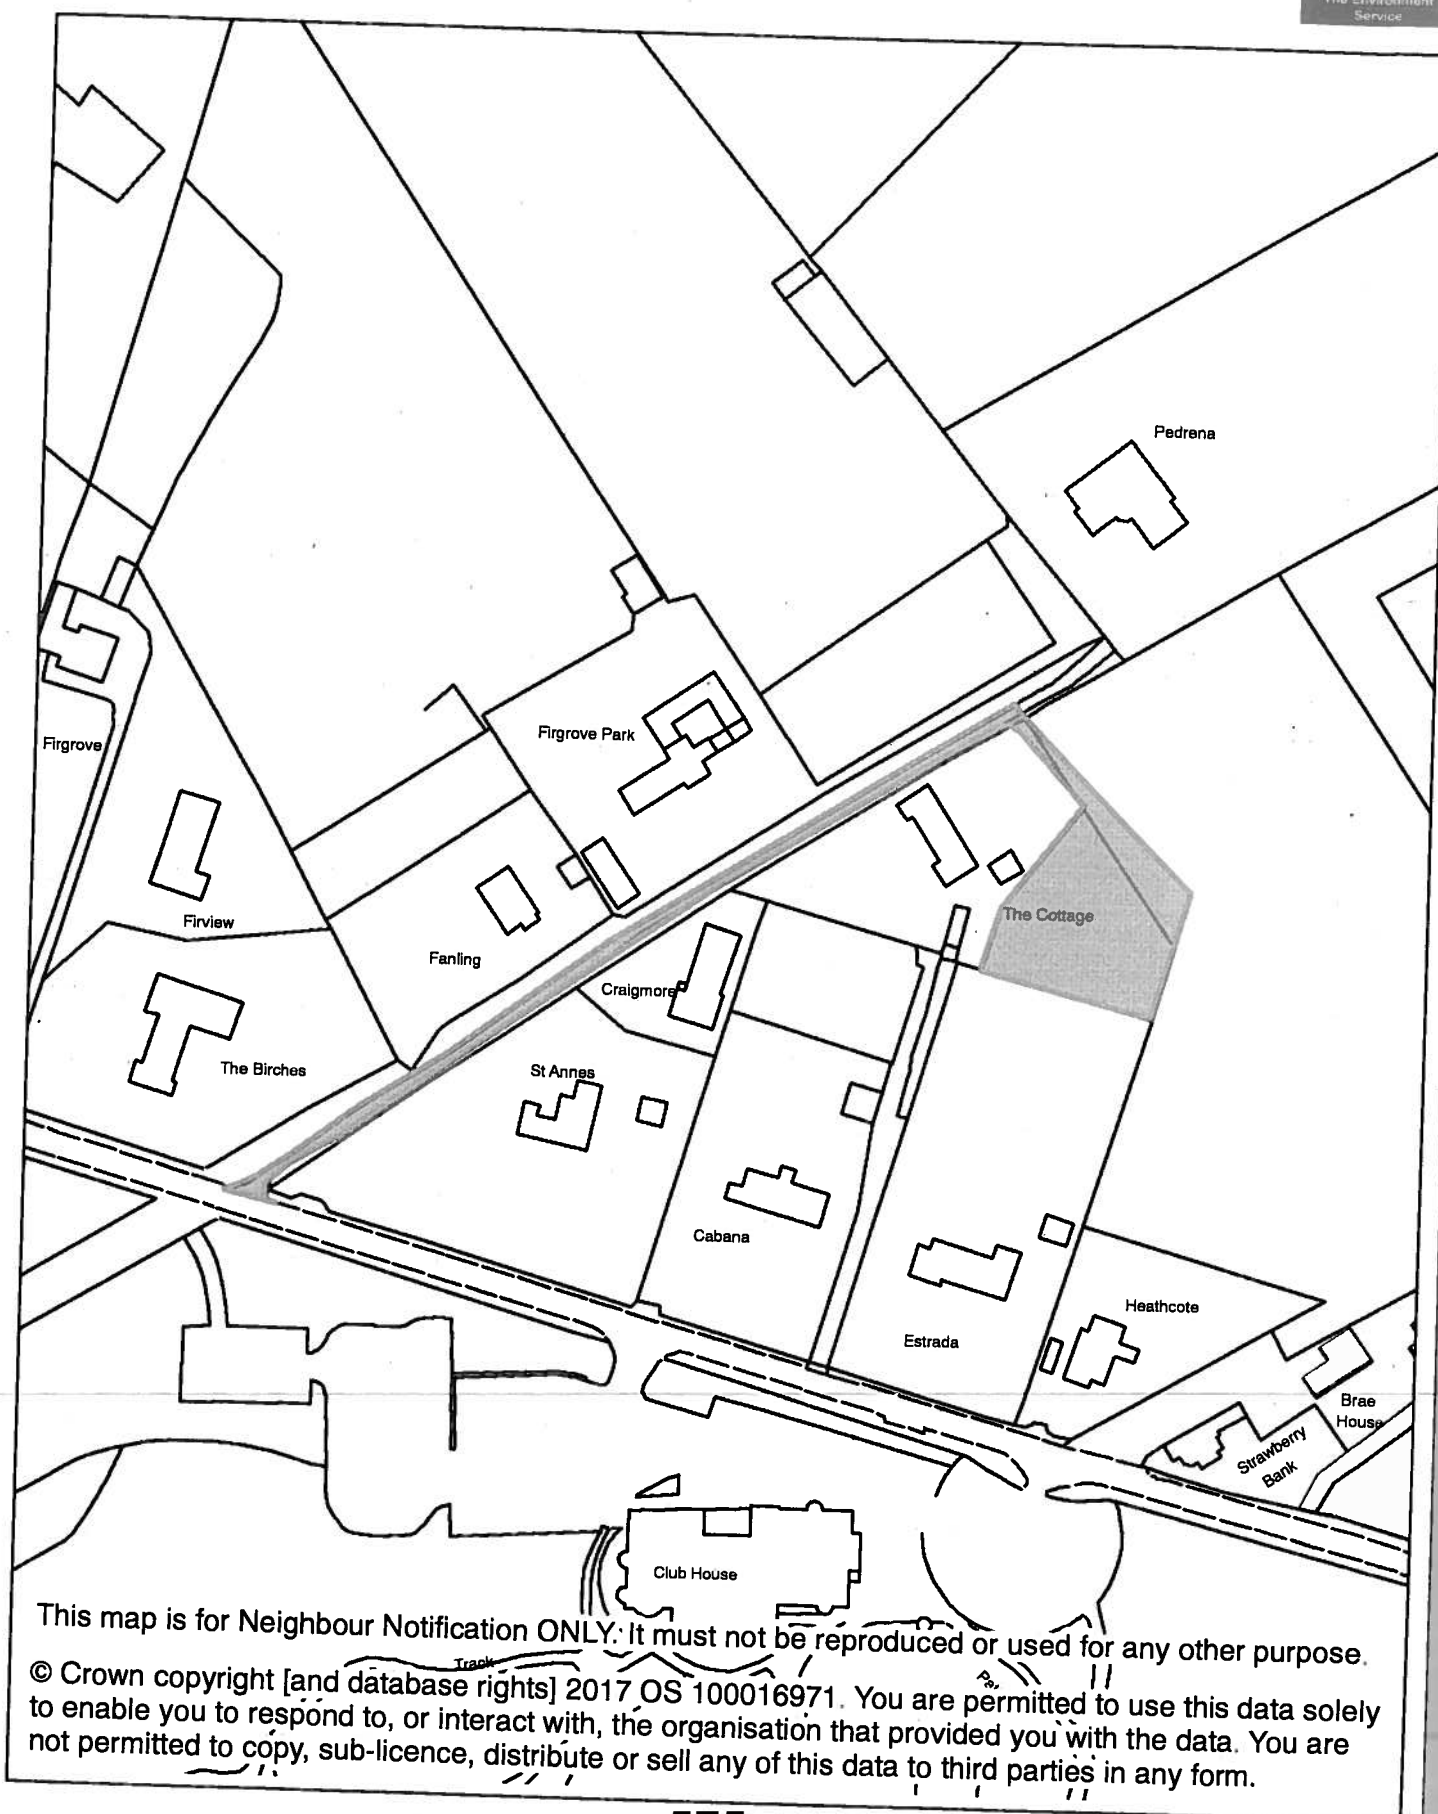 The Environment
Service
Pedrena
Firgrove Park
Firgrove
The Cottage
Firview
Fanling
Craigmore
The Birches
St Annes
Cabana
Heathcote
Estrada
Brae
House
Strawberry
Bank
Club House
This map is for Neighbour Notification ONLY. It must not be reproduced or used for any other purpose.
Track
© Crown copyright [and database rights] 2017 OS 100016971. You are permitted to use this data solely
to enable you to respond to, or interact with, the organisation that provided you with the data. You are
not permitted to copy, sub-licence, distribute or sell any of this data to third parties in any form.